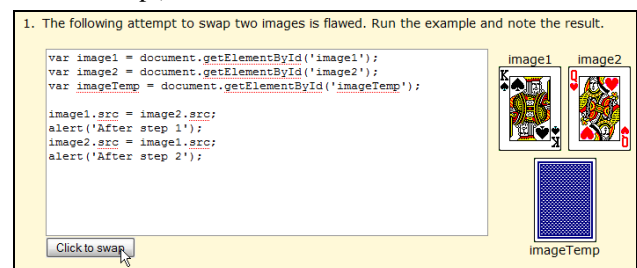 1. The following attempt to swap two images is flawed. Run the example and note the result.
var image1 = document.getElementById('image1');
var image2 = document.getElementById('image2');
var imageTemp = document.getElementById('imageTemp');
image1.src = image2.src;
alert('After step 1');
image2.src = image1.src;
alert('After step 2');
Click to swap
image1 image2
K K
Q Q
imageTemp